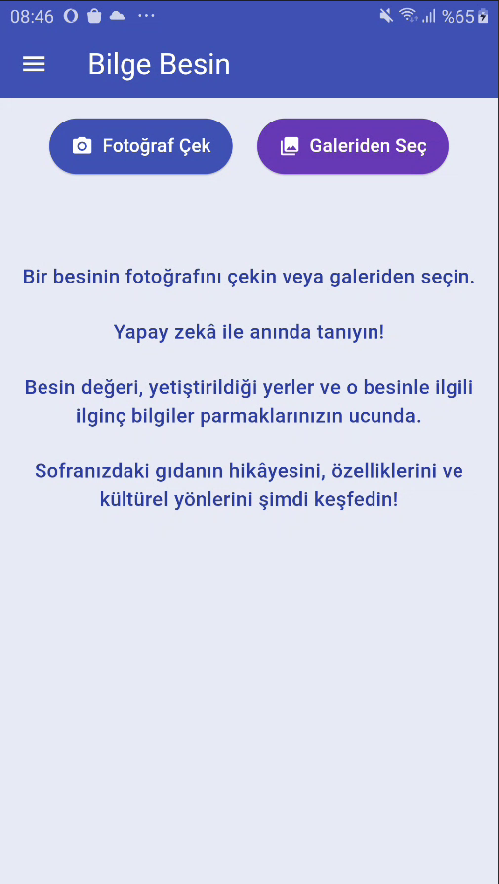 08:46 %65
Bilge Besin
Fotoğraf Çek Galeriden Seç
Bir besinin fotoğrafını çekin veya galeriden seçin.
Yapay zekâ ile anında tanıyın!
Besin değeri, yetiştirildiği yerler ve o besinle ilgili
ilginç bilgiler parmaklarınızın ucunda.
Sofranızdaki gıdanın hikâyesini, özelliklerini ve
kültürel yönlerini şimdi keşfedin!